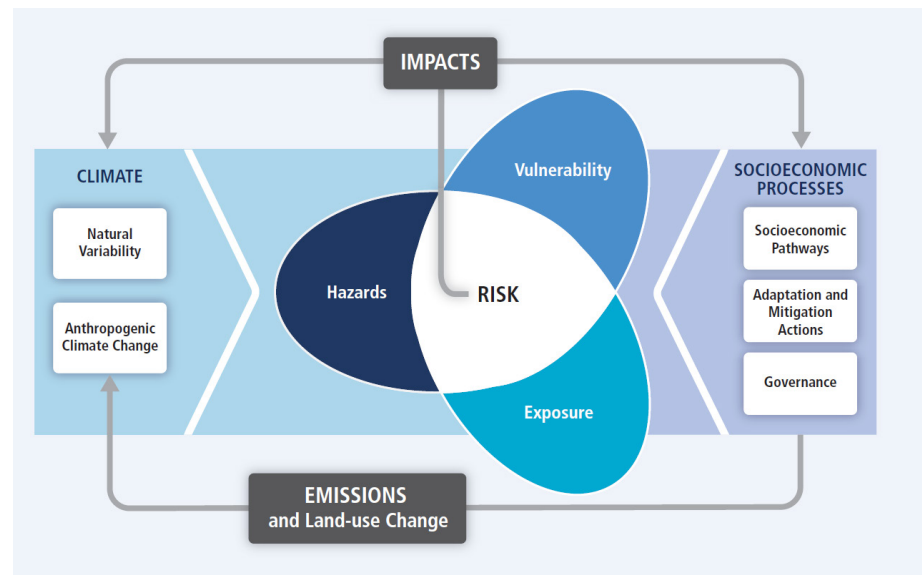 IMPACTS
CLIMATE
Natural
Variability
Anthropogenic
Climate Change
Vulnerability
Hazards
RISK
Exposure
SOCIOECONOMIC
PROCESSES
Socioeconomic
Pathways
Adaptation and
Mitigation
Actions
Governance
EMISSIONS
and Land-use Change